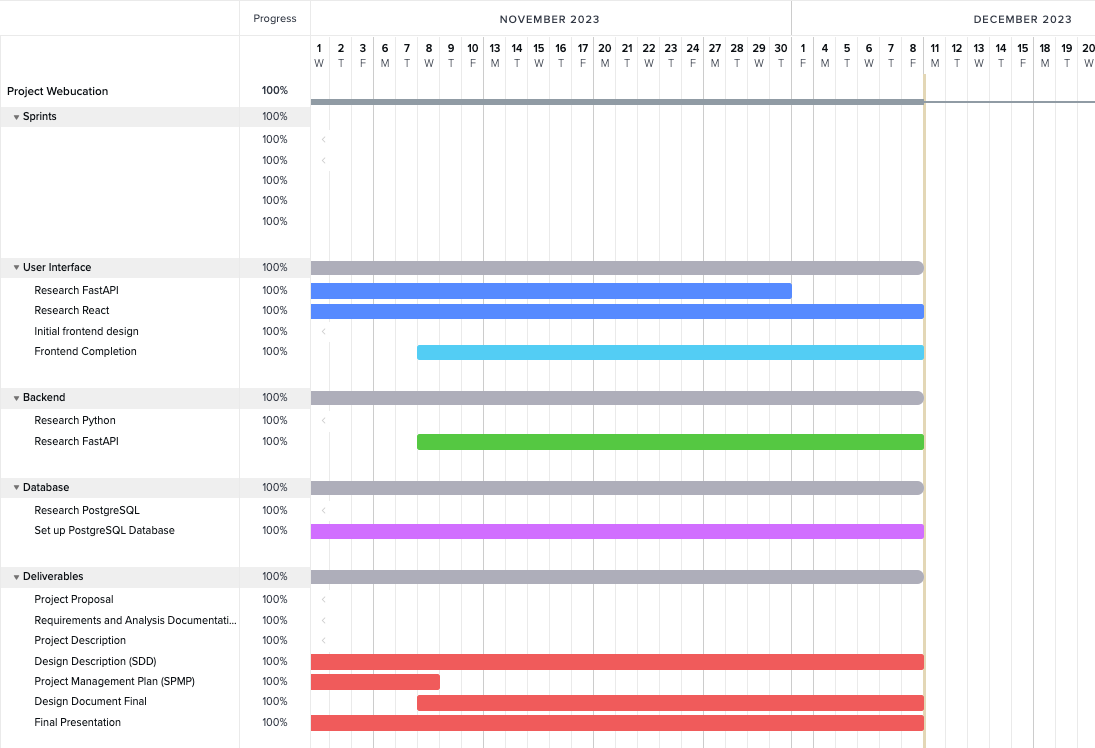 Progress NOVEMBER 2023 DECEMBER 2023
1 2 3 6 7 8 9 10 13 14 15 16 17 20 21 22 23 24 27 28 29 30 1 4 5 6 7 8 11 12 13 14 15 18 19 20
W T F M T W T F M T W T F M T W T F M T W T F M T W T F M T W T F M T W
Project Webucation 100%
Sprints 100%
100%
100%
100%
100%
100%
User Interface 100%
Research FastAPI 100%
Research React 100%
Initial frontend design 100%
Frontend Completion 100%
Backend 100%
Research Python 100%
Research FastAPI 100%
Database 100%
Research PostgreSQL 100%
Set up PostgreSQL Database 100%
Deliverables 100%
Project Proposal 100%
Requirements and Analysis Documentati... 100%
Project Description 100%
Design Description (SDD) 100%
Project Management Plan (SPMP) 100%
Design Document Final 100%
Final Presentation 100%